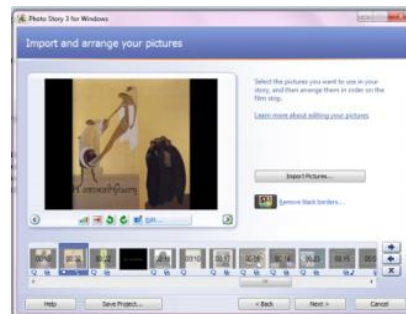 Photo Story 3 for Windows
Import and arrange your pictures
Select the pictures you want to use in your
story, and then arrange them in order on the
film strip.
Learn more about editing your pictures
Import Pictures...
Edit...
Remove black borders...
Help
Save Project...
< Back
Next >
Cancel